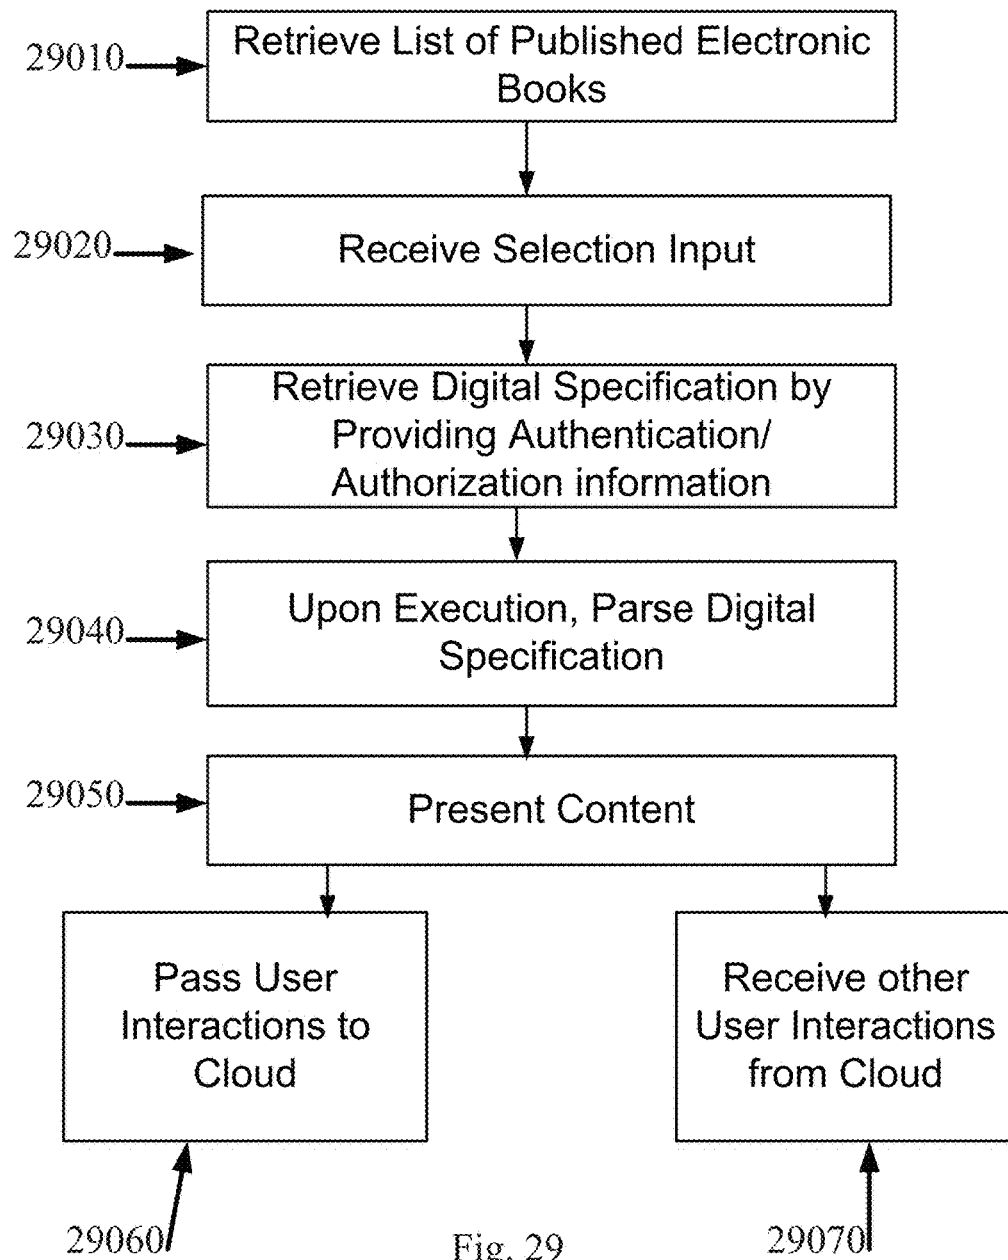 29010
Retrieve List of Published Electronic
Books
29020
Receive Selection Input
29030
Retrieve Digital Specification by
Providing Authentication/
Authorization information
29040
Upon Execution, Parse Digital
Specification
29050
Present Content
Pass User
Interactions to
Cloud
Receive other
User Interactions
from Cloud
29060
Fig. 29
29070